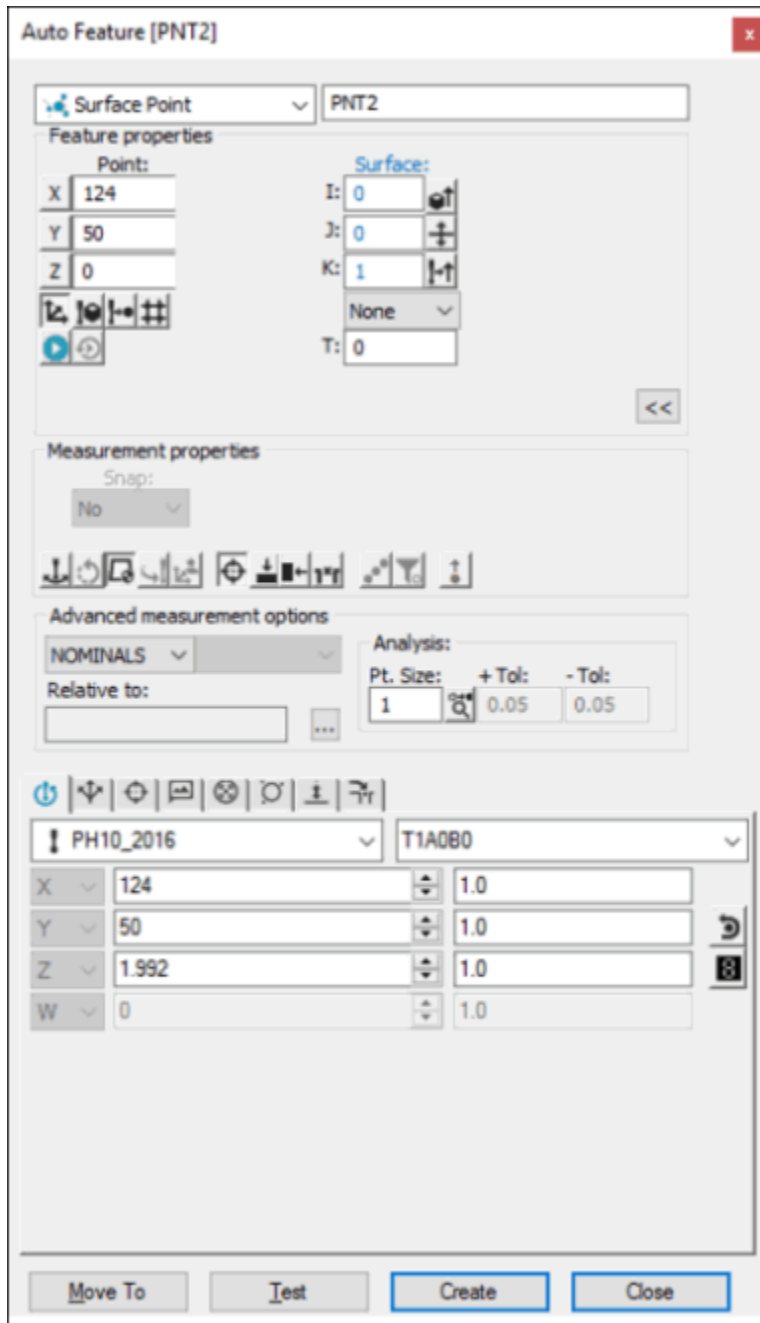 Auto Feature [PNT2]
x
Surface Point PNT2
Feature properties
Point: Surface:
X 124 I: 0
Y 50 J: 0
Z 0 K: 1
None
T: 0
<<
Measurement properties
Snap:
No
Advanced measurement options
NOMINALS Analysis:
Pt. Size: + Tol: - Tol:
Relative to: 1 0.05 0.05
...
PH10_2016 T1A0B0
X 124 1.0
Y 50 1.0
Z 1.992 1.0
W 0 1.0
Move To Test Create Close